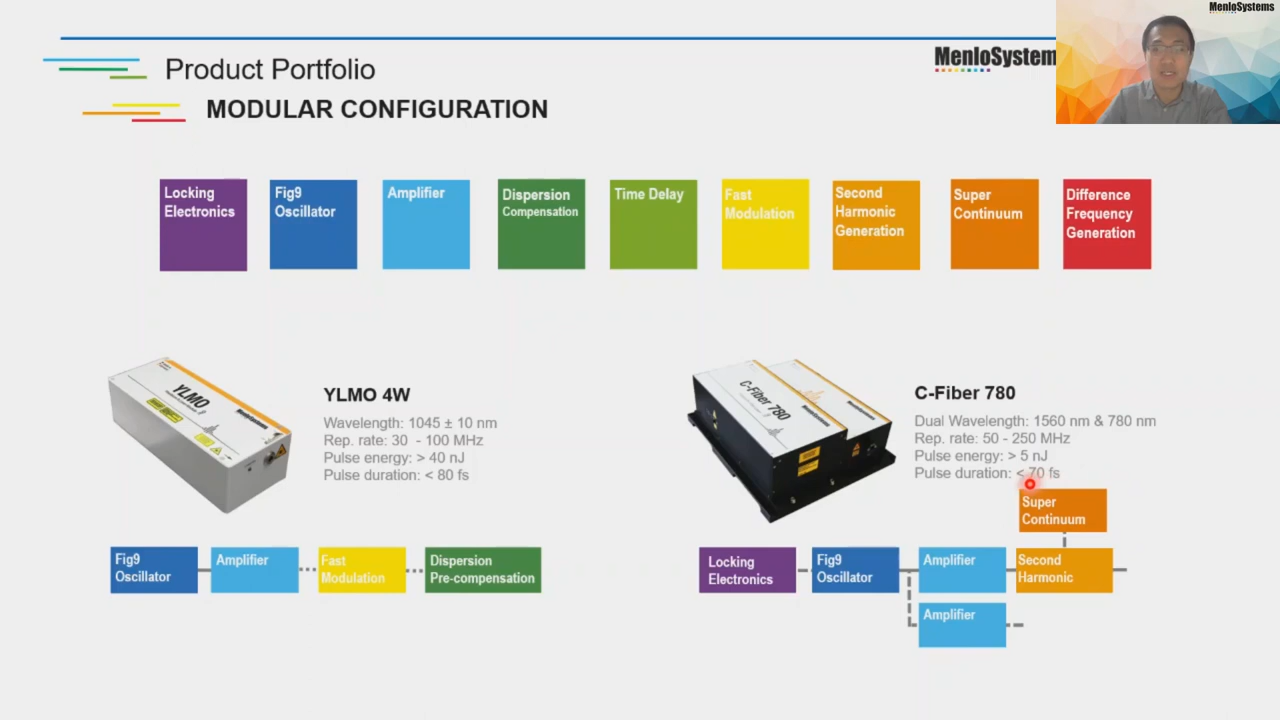 MenloSystems
Product Portfolio
MODULAR CONFIGURATION
MenloSystem
Locking
Electronics
Fig9
Oscillator
Amplifier
Dispersion
Compensation
Time Delay
Fast
Modulation
Second
Harmonic
Generation
Super
Continuum
Difference
Frequency
Generation
YLMO
MenloSystems
YLMO 4W
Wavelength: 1045 ± 10 nm
Rep. rate: 30 - 100 MHz
Pulse energy: > 40 nJ
Pulse duration: < 80 fs
C-Fiber 780
C-Fiber 780
Dual Wavelength: 1560 nm & 780 nm
Rep. rate: 50 - 250 MHz
Pulse energy: > 5 nJ
Pulse duration: < 70 fs
Fig9
Oscillator
Amplifier
Fast
Modulation
Dispersion
Pre-compensation
Super
Continuum
Locking
Electronics
Fig9
Oscillator
Amplifier
Second
Harmonic
Amplifier